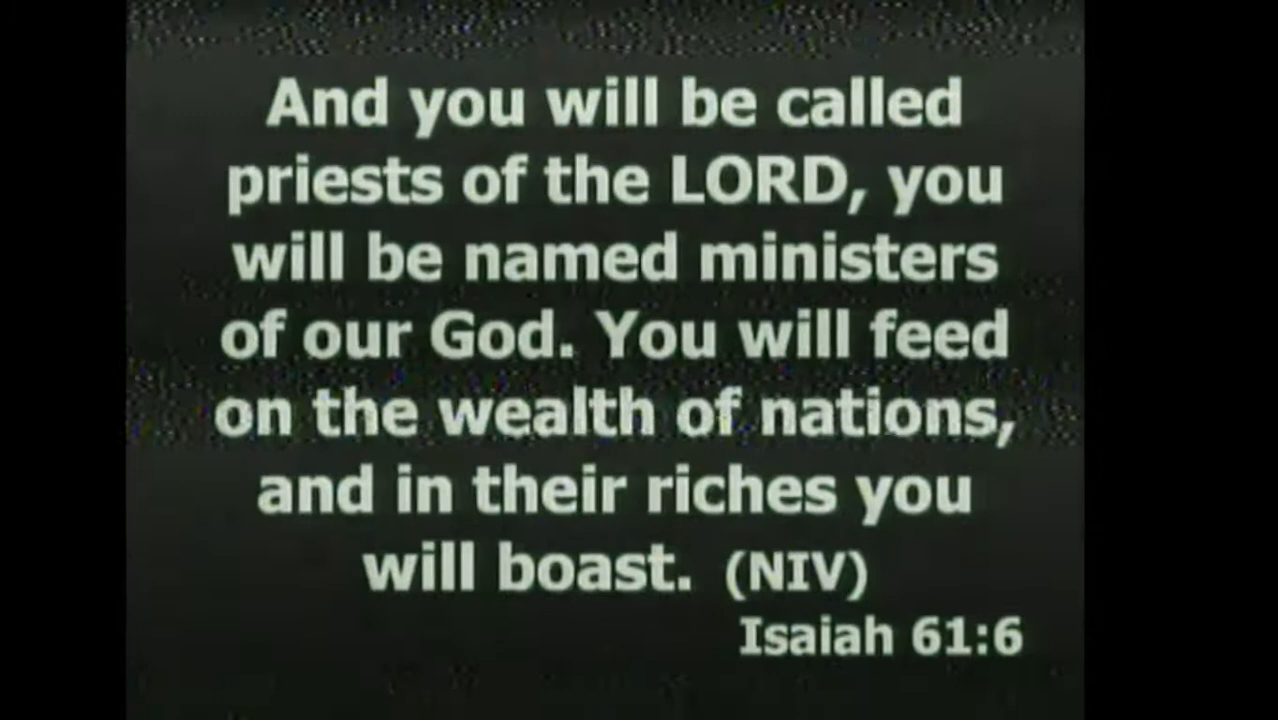 And you will be called
priests of the LORD, you
will be named ministers
of our God. You will feed
on the wealth of nations,
and in their riches you
will boast. (NIV)
Isaiah 61:6